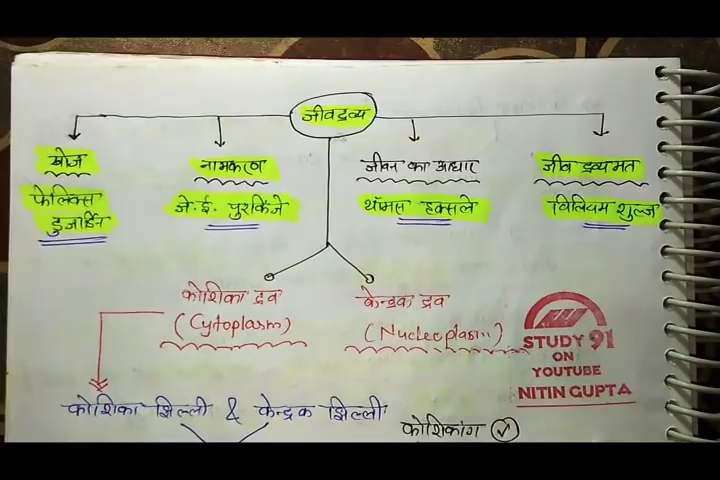 जीवद्रव्य
खोज
नामकरण
जीवन का आधार
जीव द्रव्यमत
फेलिक्स
डुजार्डिन
जे. ई. पुरकिंजे
थॉमस हक्सले
विलियम शुल्ज
कोशिका द्रव
(Cytoplasm)
केन्द्रक द्रव
(Nucleoplasm)
STUDY 91
ON
YOUTUBE
NITIN GUPTA
कोशिका झिल्ली & केन्द्रक झिल्ली
कोशिकांग